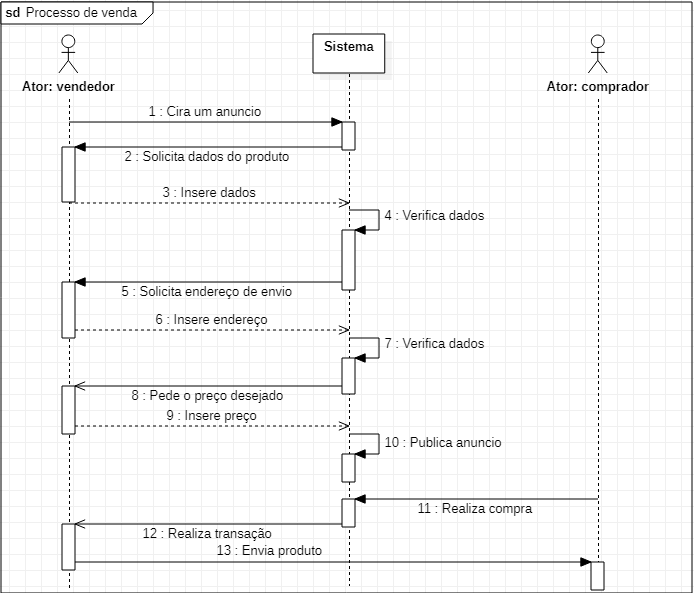 sd Processo de venda
Sistema
Ator: vendedor
Ator: comprador
1 : Cira um anuncio
2 : Solicita dados do produto
3 : Insere dados
4 : Verifica dados
5 : Solicita endereço de envio
6 : Insere endereço
7 : Verifica dados
8 : Pede o preço desejado
9 : Insere preço
10 : Publica anuncio
11 : Realiza compra
12 : Realiza transação
13 : Envia produto